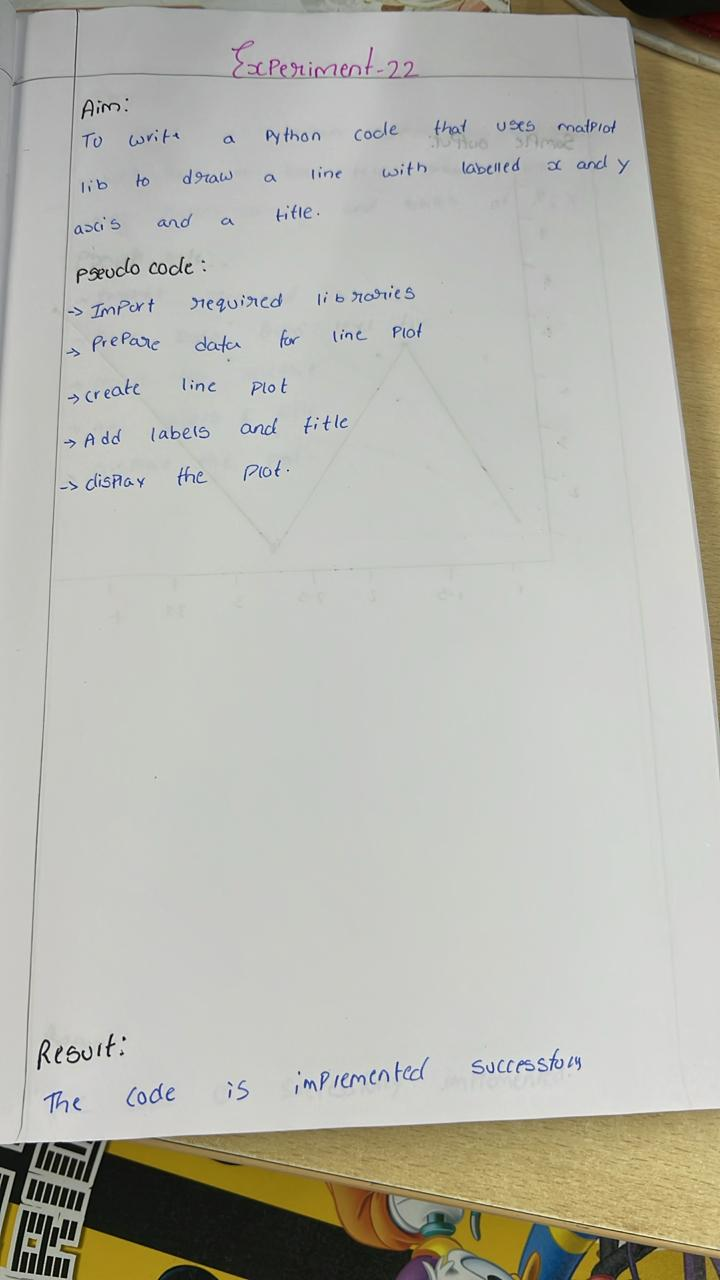 Experiment-22
Aim:
To write a Python code that uses matplot
lib to draw a line with labelled x and y
axis and a title.
Pseudo code:
-> Import required libraries
-> Prepare data for line plot
-> create line plot
-> Add labels and title
-> display the plot.
Result:
The code is implemented successfully